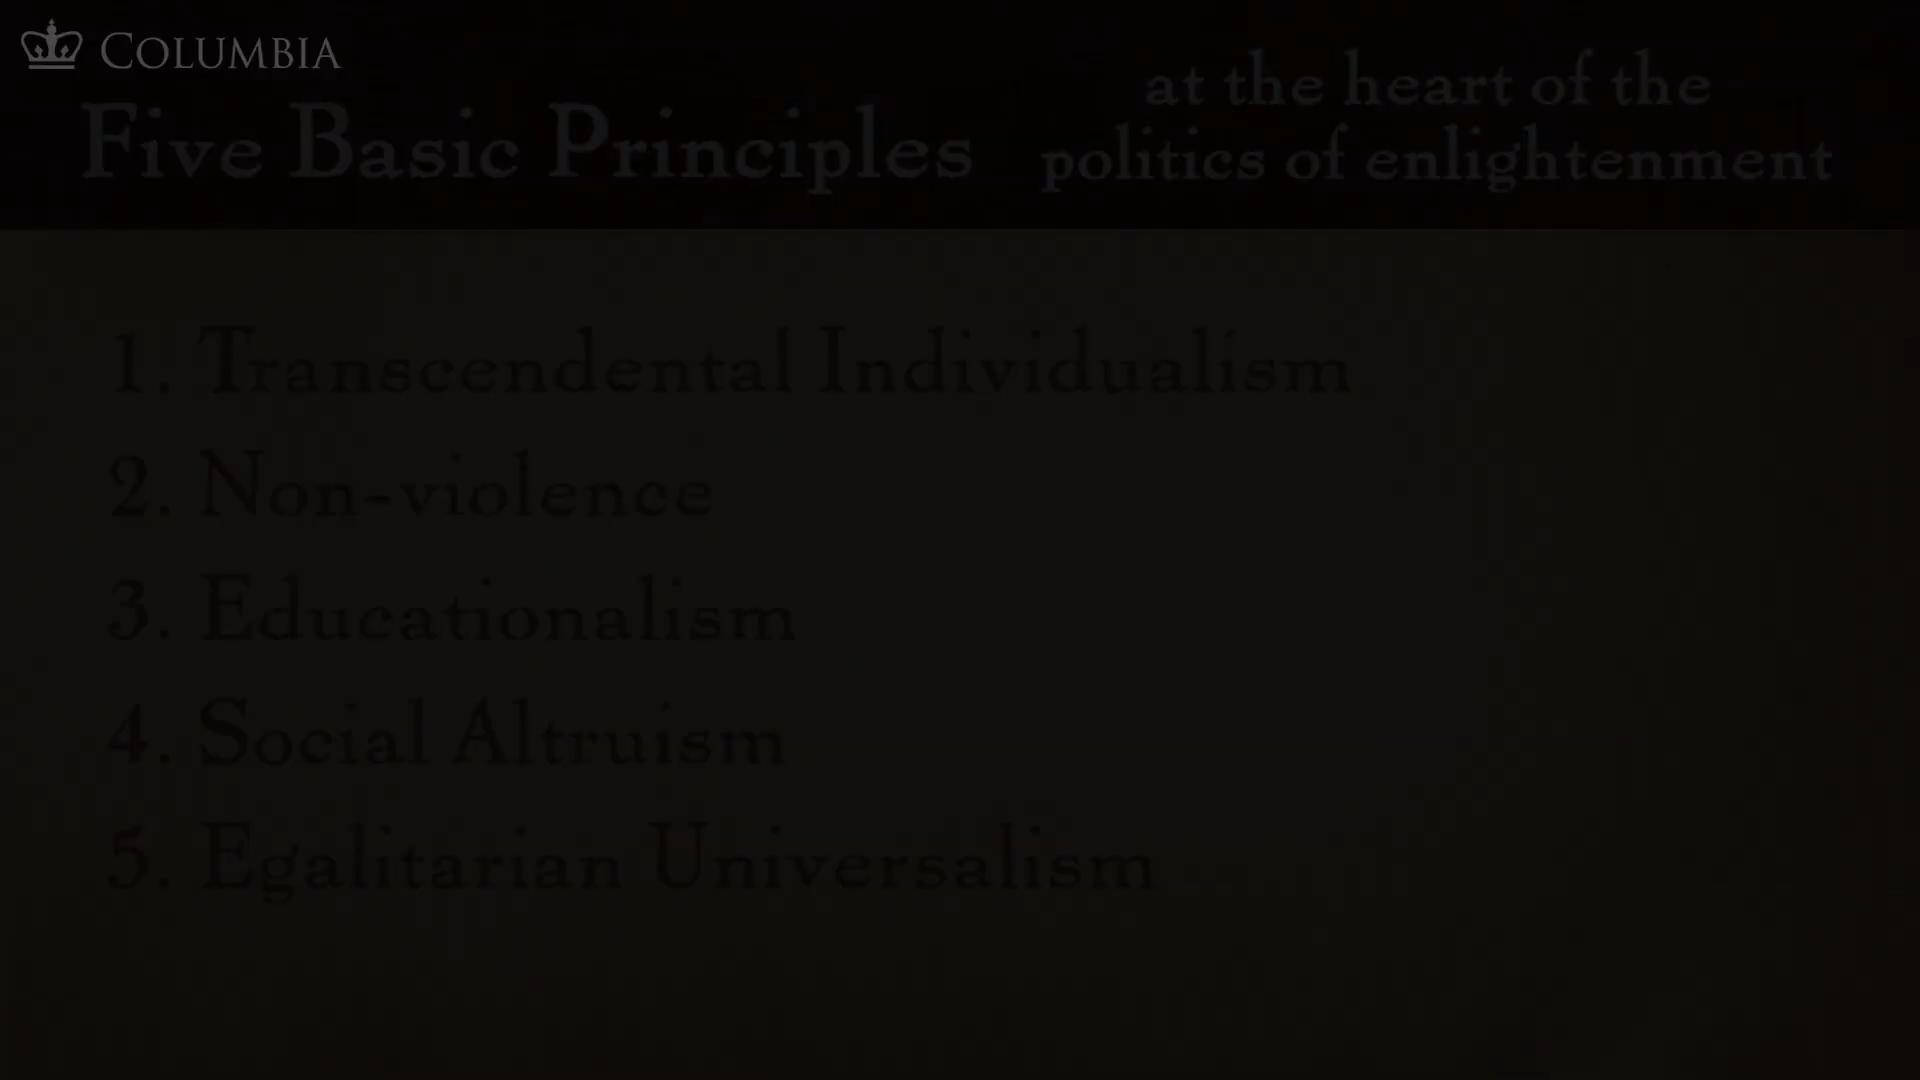 COLUMBIA
Five Basic Principles
at the heart of the
politics of enlightenment
1. Transcendental Individualism
2. Non-violence
3. Educationalism
4. Social Altruism
5. Egalitarian Universalism